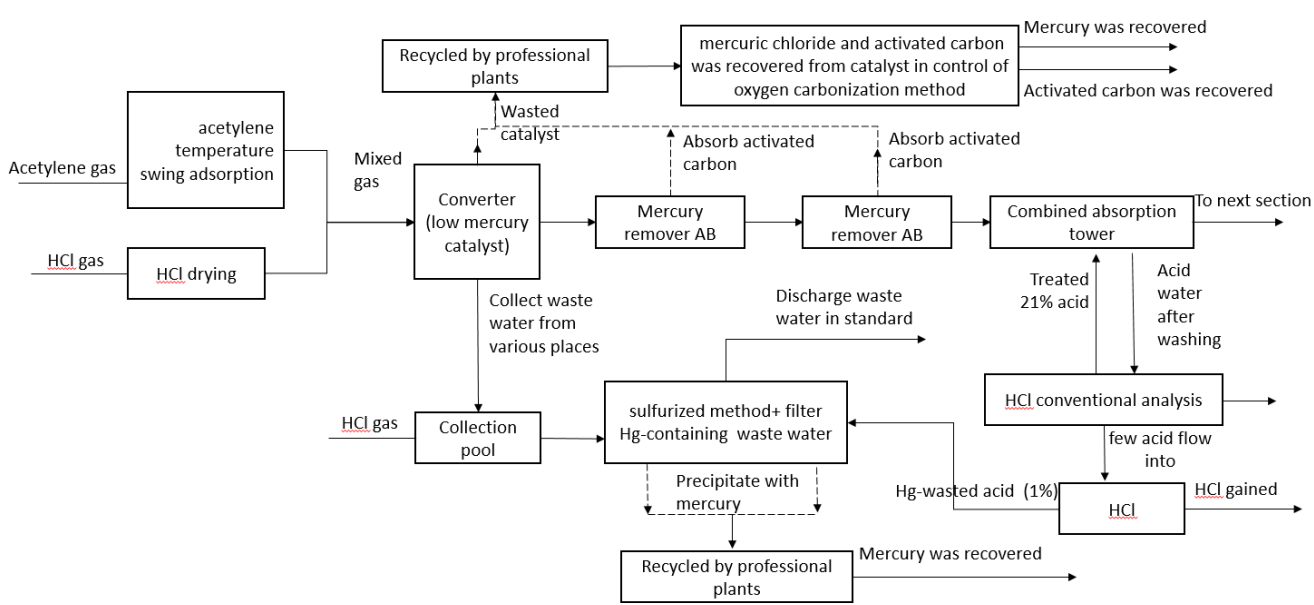 Mercury was recovered
Recycled by professional
plants
mercuric chloride and activated carbon
was recovered from catalyst in control of
oxygen carbonization method
Activated carbon was recovered
Wasted
catalyst
acetylene
temperature
swing adsorption
Acetylene gas
Mixed
gas
Absorb activated
carbon
Absorb activated
carbon
Converter
(low mercury
catalyst)
Mercury
remover AB
Mercury
remover AB
Combined absorption
tower
To next section
HCl gas
HCl drying
Treated
21% acid
Acid
water
after
washing
Collect waste
water from
various places
Discharge waste
water in standard
HCl conventional analysis
HCl gas
Collection
pool
sulfurized method+ filter
Hg-containing waste water
few acid flow
into
Precipitate with
mercury
Hg-wasted acid (1%)
HCl
HCl gained
Recycled by professional
plants
Mercury was recovered